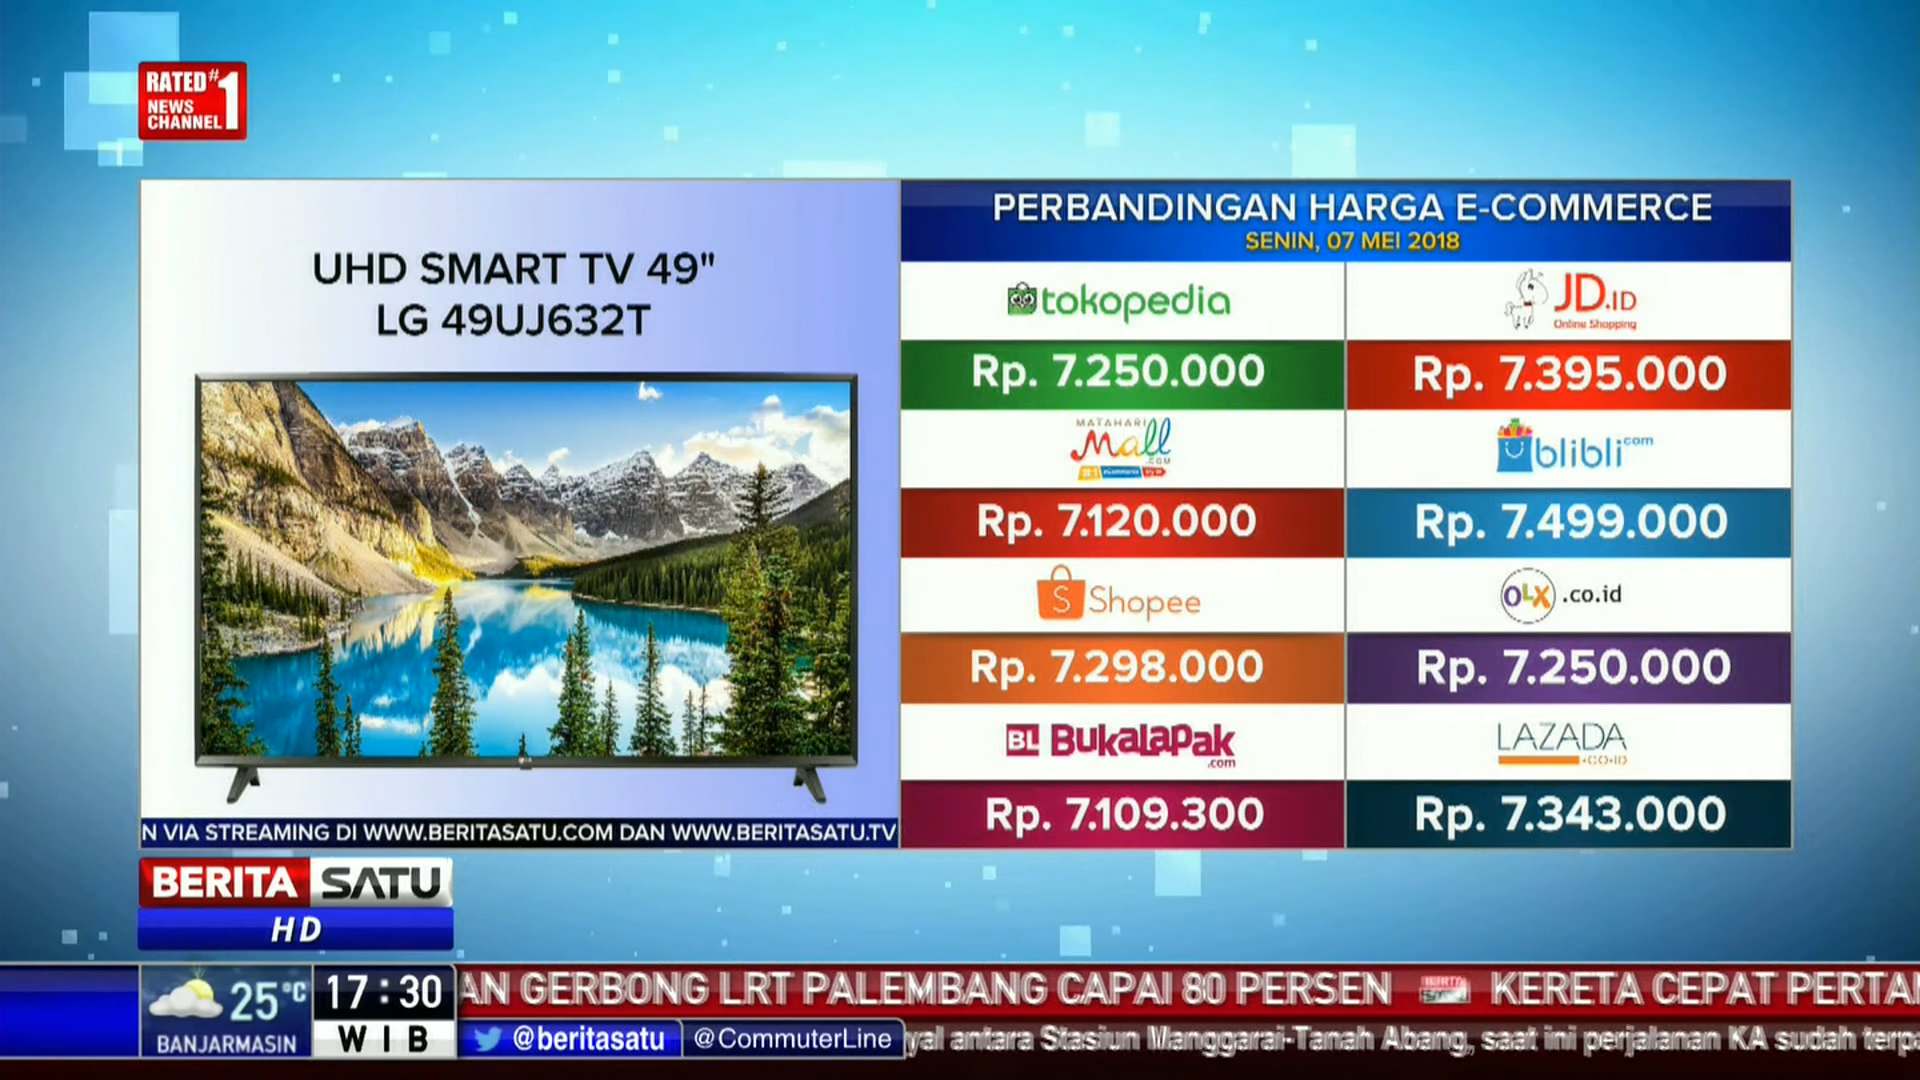 RATED #1
NEWS
CHANNEL
UHD SMART TV 49"
LG 49UJ632T
PERBANDINGAN HARGA E-COMMERCE
SENIN, 07 MEI 2018
tokopedia
JD.ID
Online Shopping
Rp. 7.250.000
Rp. 7.395.000
MATAHARI
Mall
.COM
blibli.com
Rp. 7.120.000
Rp. 7.499.000
S Shopee
OLX.co.id
Rp. 7.298.000
Rp. 7.250.000
BL BukaLapak
.com
LAZADA
.CO.ID
Rp. 7.109.300
Rp. 7.343.000
N VIA STREAMING DI WWW.BERITASATU.COM DAN WWW.BERITASATU.TV
BERITA SATU
HD
25°C
BANJARMASIN
17:30
WIB
AN GERBONG LRT PALEMBANG CAPAI 80 PERSEN
KERETA CEPAT PERTA
@beritasatu
@CommuterLine
yal antara Stasiun Manggarai-Tanah Abang, saat ini perjalanan KA sudah terpa